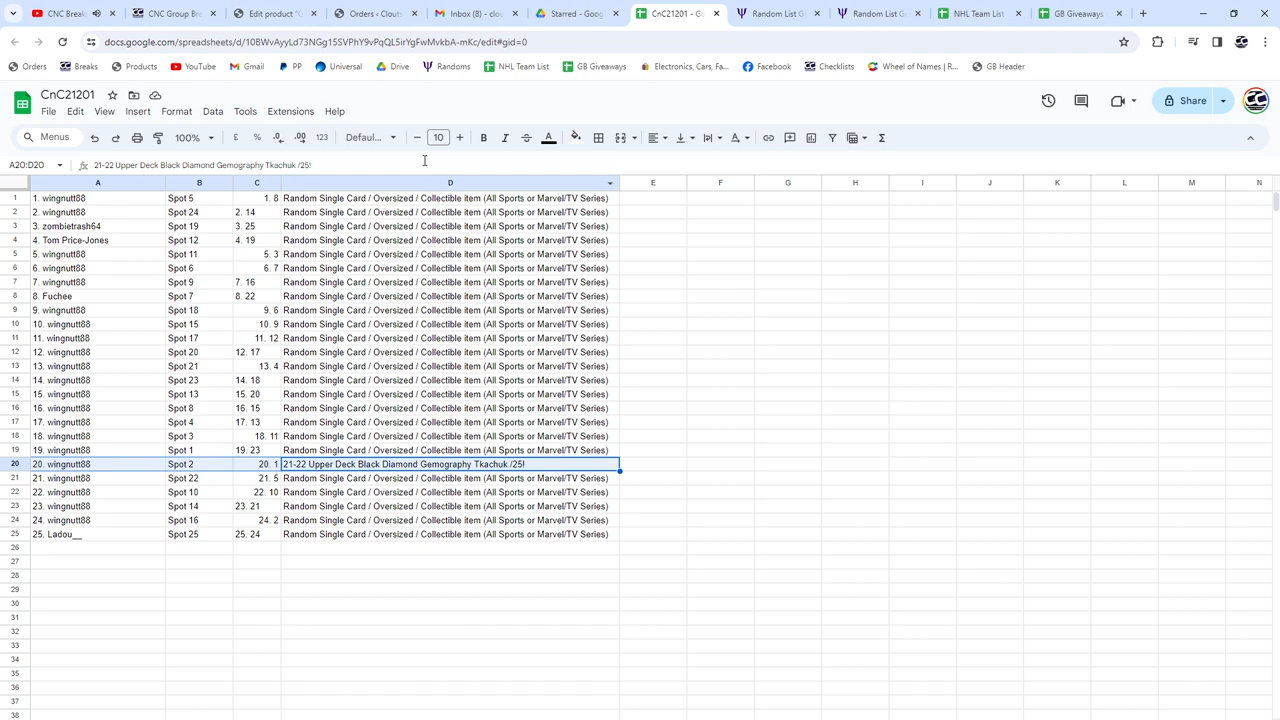 CNC Breaks
CNC Group Bre
Edit product "G
Orders ‹ Clouts
Inbox (8) - clou
Starred - Goog
CnC21201 - G
Random List G
Random List G
NHL Team List
GB Giveaways
docs.google.com/spreadsheets/d/10BWvAyyLd73NGg15SVPhY9vPqQL5irYgFwMvkbA-mKc/edit#gid=0
Orders
Breaks
Products
YouTube
Gmail
PP
Universal
Drive
Randoms
NHL Team List
GB Giveaways
Electronics, Cars, Fa...
Facebook
Checklists
Wheel of Names | R...
GB Header
CnC21201
File Edit View Insert Format Data Tools Extensions Help
Share
Menus 100% £ % .0 .00 123 Defaul... 10 B I A
A20:D20 fx 21-22 Upper Deck Black Diamond Gemography Tkachuk /25!
A B C D E F G H I J K L M N
1 1. wingnutt88 Spot 5 1. 8 Random Single Card / Oversized / Collectible item (All Sports or Marvel/TV Series)
2 2. wingnutt88 Spot 24 2. 14 Random Single Card / Oversized / Collectible item (All Sports or Marvel/TV Series)
3 3. zombietrash64 Spot 19 3. 25 Random Single Card / Oversized / Collectible item (All Sports or Marvel/TV Series)
4 4. Tom Price-Jones Spot 12 4. 19 Random Single Card / Oversized / Collectible item (All Sports or Marvel/TV Series)
5 5. wingnutt88 Spot 11 5. 3 Random Single Card / Oversized / Collectible item (All Sports or Marvel/TV Series)
6 6. wingnutt88 Spot 6 6. 7 Random Single Card / Oversized / Collectible item (All Sports or Marvel/TV Series)
7 7. wingnutt88 Spot 9 7. 16 Random Single Card / Oversized / Collectible item (All Sports or Marvel/TV Series)
8 8. Fuchee Spot 7 8. 22 Random Single Card / Oversized / Collectible item (All Sports or Marvel/TV Series)
9 9. wingnutt88 Spot 18 9. 6 Random Single Card / Oversized / Collectible item (All Sports or Marvel/TV Series)
10 10. wingnutt88 Spot 15 10. 9 Random Single Card / Oversized / Collectible item (All Sports or Marvel/TV Series)
11 11. wingnutt88 Spot 17 11. 12 Random Single Card / Oversized / Collectible item (All Sports or Marvel/TV Series)
12 12. wingnutt88 Spot 20 12. 17 Random Single Card / Oversized / Collectible item (All Sports or Marvel/TV Series)
13 13. wingnutt88 Spot 21 13. 4 Random Single Card / Oversized / Collectible item (All Sports or Marvel/TV Series)
14 14. wingnutt88 Spot 23 14. 18 Random Single Card / Oversized / Collectible item (All Sports or Marvel/TV Series)
15 15. wingnutt88 Spot 13 15. 20 Random Single Card / Oversized / Collectible item (All Sports or Marvel/TV Series)
16 16. wingnutt88 Spot 8 16. 15 Random Single Card / Oversized / Collectible item (All Sports or Marvel/TV Series)
17 17. wingnutt88 Spot 4 17. 13 Random Single Card / Oversized / Collectible item (All Sports or Marvel/TV Series)
18 18. wingnutt88 Spot 3 18. 11 Random Single Card / Oversized / Collectible item (All Sports or Marvel/TV Series)
19 19. wingnutt88 Spot 1 19. 23 Random Single Card / Oversized / Collectible item (All Sports or Marvel/TV Series)
20 20. wingnutt88 Spot 2 20. 1 21-22 Upper Deck Black Diamond Gemography Tkachuk /25!
21 21. wingnutt88 Spot 22 21. 5 Random Single Card / Oversized / Collectible item (All Sports or Marvel/TV Series)
22 22. wingnutt88 Spot 10 22. 10 Random Single Card / Oversized / Collectible item (All Sports or Marvel/TV Series)
23 23. wingnutt88 Spot 14 23. 21 Random Single Card / Oversized / Collectible item (All Sports or Marvel/TV Series)
24 24. wingnutt88 Spot 16 24. 2 Random Single Card / Oversized / Collectible item (All Sports or Marvel/TV Series)
25 25. Ladou__ Spot 25 25. 24 Random Single Card / Oversized / Collectible item (All Sports or Marvel/TV Series)
26
27
28
29
30
31
32
33
34
35
36
37
38